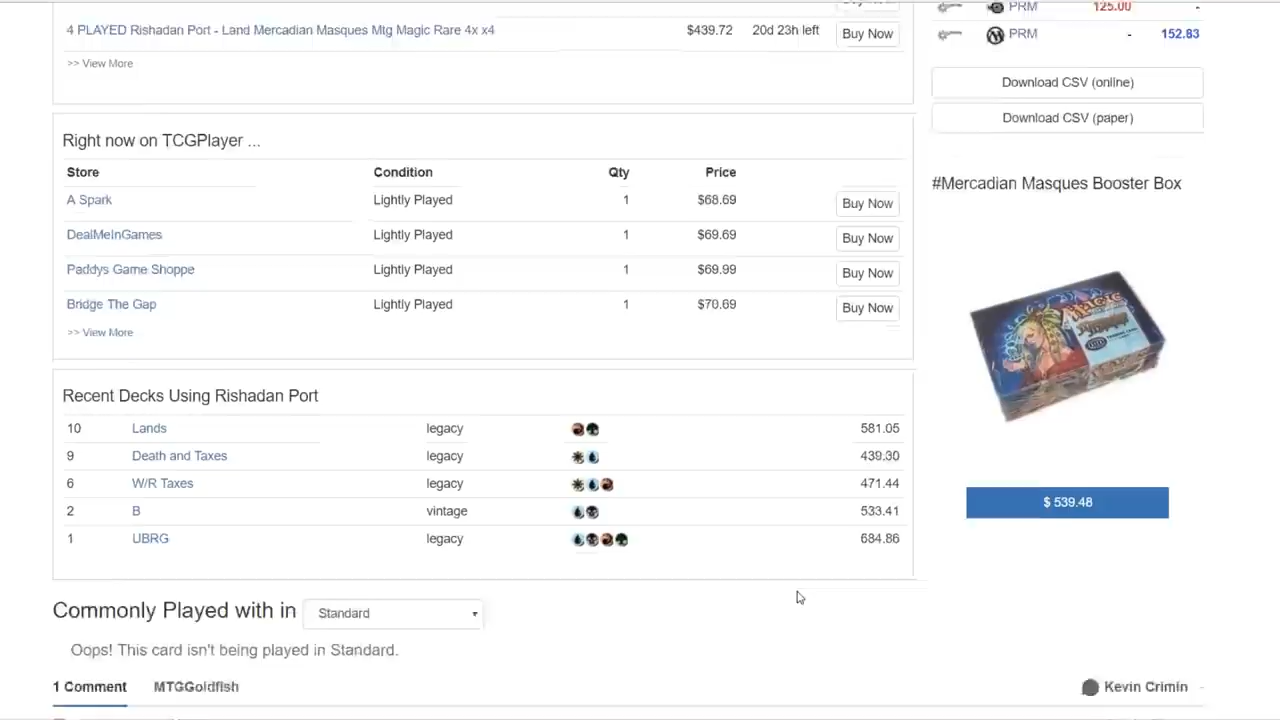 PRM 125.00 -
4 PLAYED Rishadan Port - Land Mercadian Masques Mtg Magic Rare 4x x4 $439.72 20d 23h left Buy Now
PRM - 152.83
>> View More
Download CSV (online)
Download CSV (paper)
Right now on TCGPlayer ...
Store Condition Qty Price
A Spark Lightly Played 1 $68.69 Buy Now
DealMeInGames Lightly Played 1 $69.69 Buy Now
Paddys Game Shoppe Lightly Played 1 $69.99 Buy Now
Bridge The Gap Lightly Played 1 $70.69 Buy Now
>> View More
#Mercadian Masques Booster Box
MAGIC
$ 539.48
Recent Decks Using Rishadan Port
10 Lands legacy 581.05
9 Death and Taxes legacy 439.30
6 W/R Taxes legacy 471.44
2 B vintage 533.41
1 UBRG legacy 684.86
Commonly Played with in Standard
Oops! This card isn't being played in Standard.
1 Comment MTGGoldfish Kevin Crimin